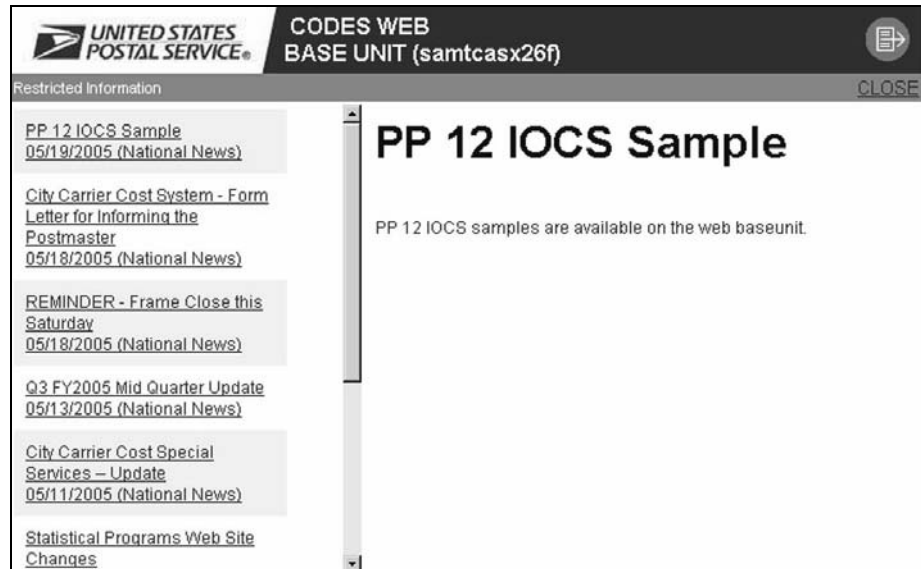 UNITED STATES
POSTAL SERVICE®
CODES WEB
BASE UNIT (samtcasx26f)
Restricted Information
CLOSE
PP 12 IOCS Sample
05/19/2005 (National News)
City Carrier Cost System - Form
Letter for Informing the
Postmaster
05/18/2005 (National News)
REMINDER - Frame Close this
Saturday
05/18/2005 (National News)
Q3 FY2005 Mid Quarter Update
05/13/2005 (National News)
City Carrier Cost Special
Services – Update
05/11/2005 (National News)
Statistical Programs Web Site
Changes
PP 12 IOCS Sample
PP 12 IOCS samples are available on the web baseunit.